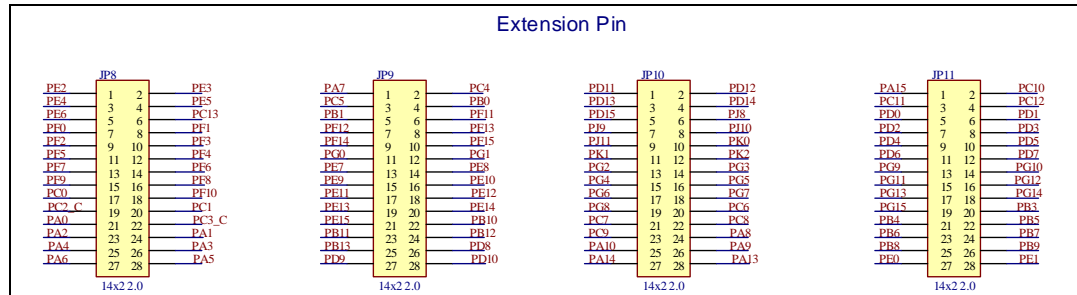 Extension Pin
JP8
PE2 1 2 PE3
PE4 3 4 PE5
PE6 5 6 PC13
PF0 7 8 PF1
PF2 9 10 PF3
PF5 11 12 PF4
PF7 13 14 PF6
PF9 15 16 PF8
PC0 17 18 PF10
PC2_C 19 20 PC1
PA0 21 22 PC3_C
PA2 23 24 PA1
PA4 25 26 PA3
PA6 27 28 PA5
14x2 2.0
JP9
PA7 1 2 PC4
PC5 3 4 PB0
PB1 5 6 PF11
PF12 7 8 PF13
PF14 9 10 PF15
PG0 11 12 PG1
PE7 13 14 PE8
PE9 15 16 PE10
PE11 17 18 PE12
PE13 19 20 PE14
PE15 21 22 PB10
PB11 23 24 PB12
PB13 25 26 PD8
PD9 27 28 PD10
14x2 2.0
JP10
PD11 1 2 PD12
PD13 3 4 PD14
PD15 5 6 PJ8
PJ9 7 8 PJ10
PJ11 9 10 PK0
PK1 11 12 PK2
PG2 13 14 PG3
PG4 15 16 PG5
PG6 17 18 PG7
PG8 19 20 PC6
PC7 21 22 PC8
PC9 23 24 PA8
PA10 25 26 PA9
PA14 27 28 PA13
14x2 2.0
JP11
PA15 1 2 PC10
PC11 3 4 PC12
PD0 5 6 PD1
PD2 7 8 PD3
PD4 9 10 PD5
PD6 11 12 PD7
PG9 13 14 PG10
PG11 15 16 PG12
PG13 17 18 PG14
PG15 19 20 PB3
PB4 21 22 PB5
PB6 23 24 PB7
PB8 25 26 PB9
PE0 27 28 PE1
14x2 2.0